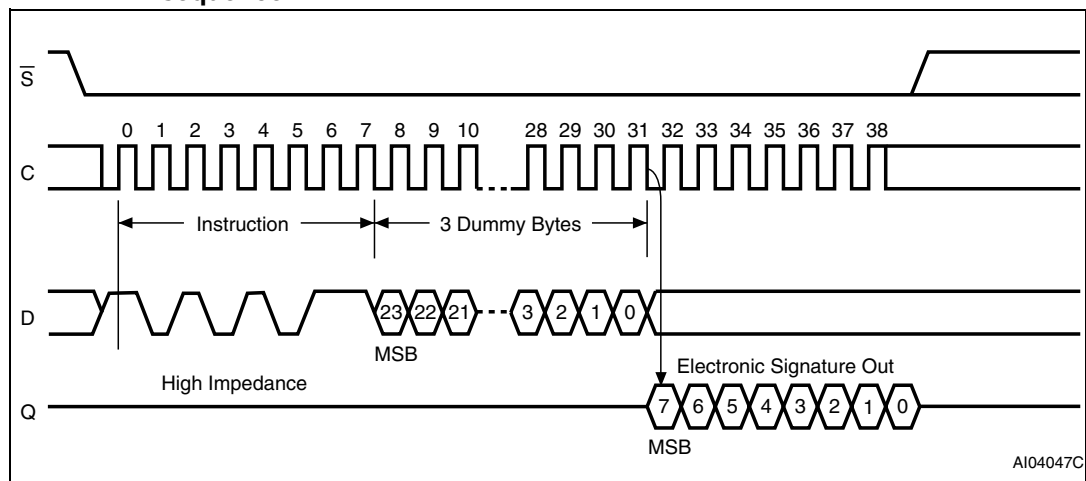 S
0 1 2 3 4 5 6 7 8 9 10 28 29 30 31 32 33 34 35 36 37 38
C
Instruction 3 Dummy Bytes
D
23 22 21 3 2 1 0
MSB
High Impedance
Electronic Signature Out
Q
7 6 5 4 3 2 1 0
MSB
AI04047C